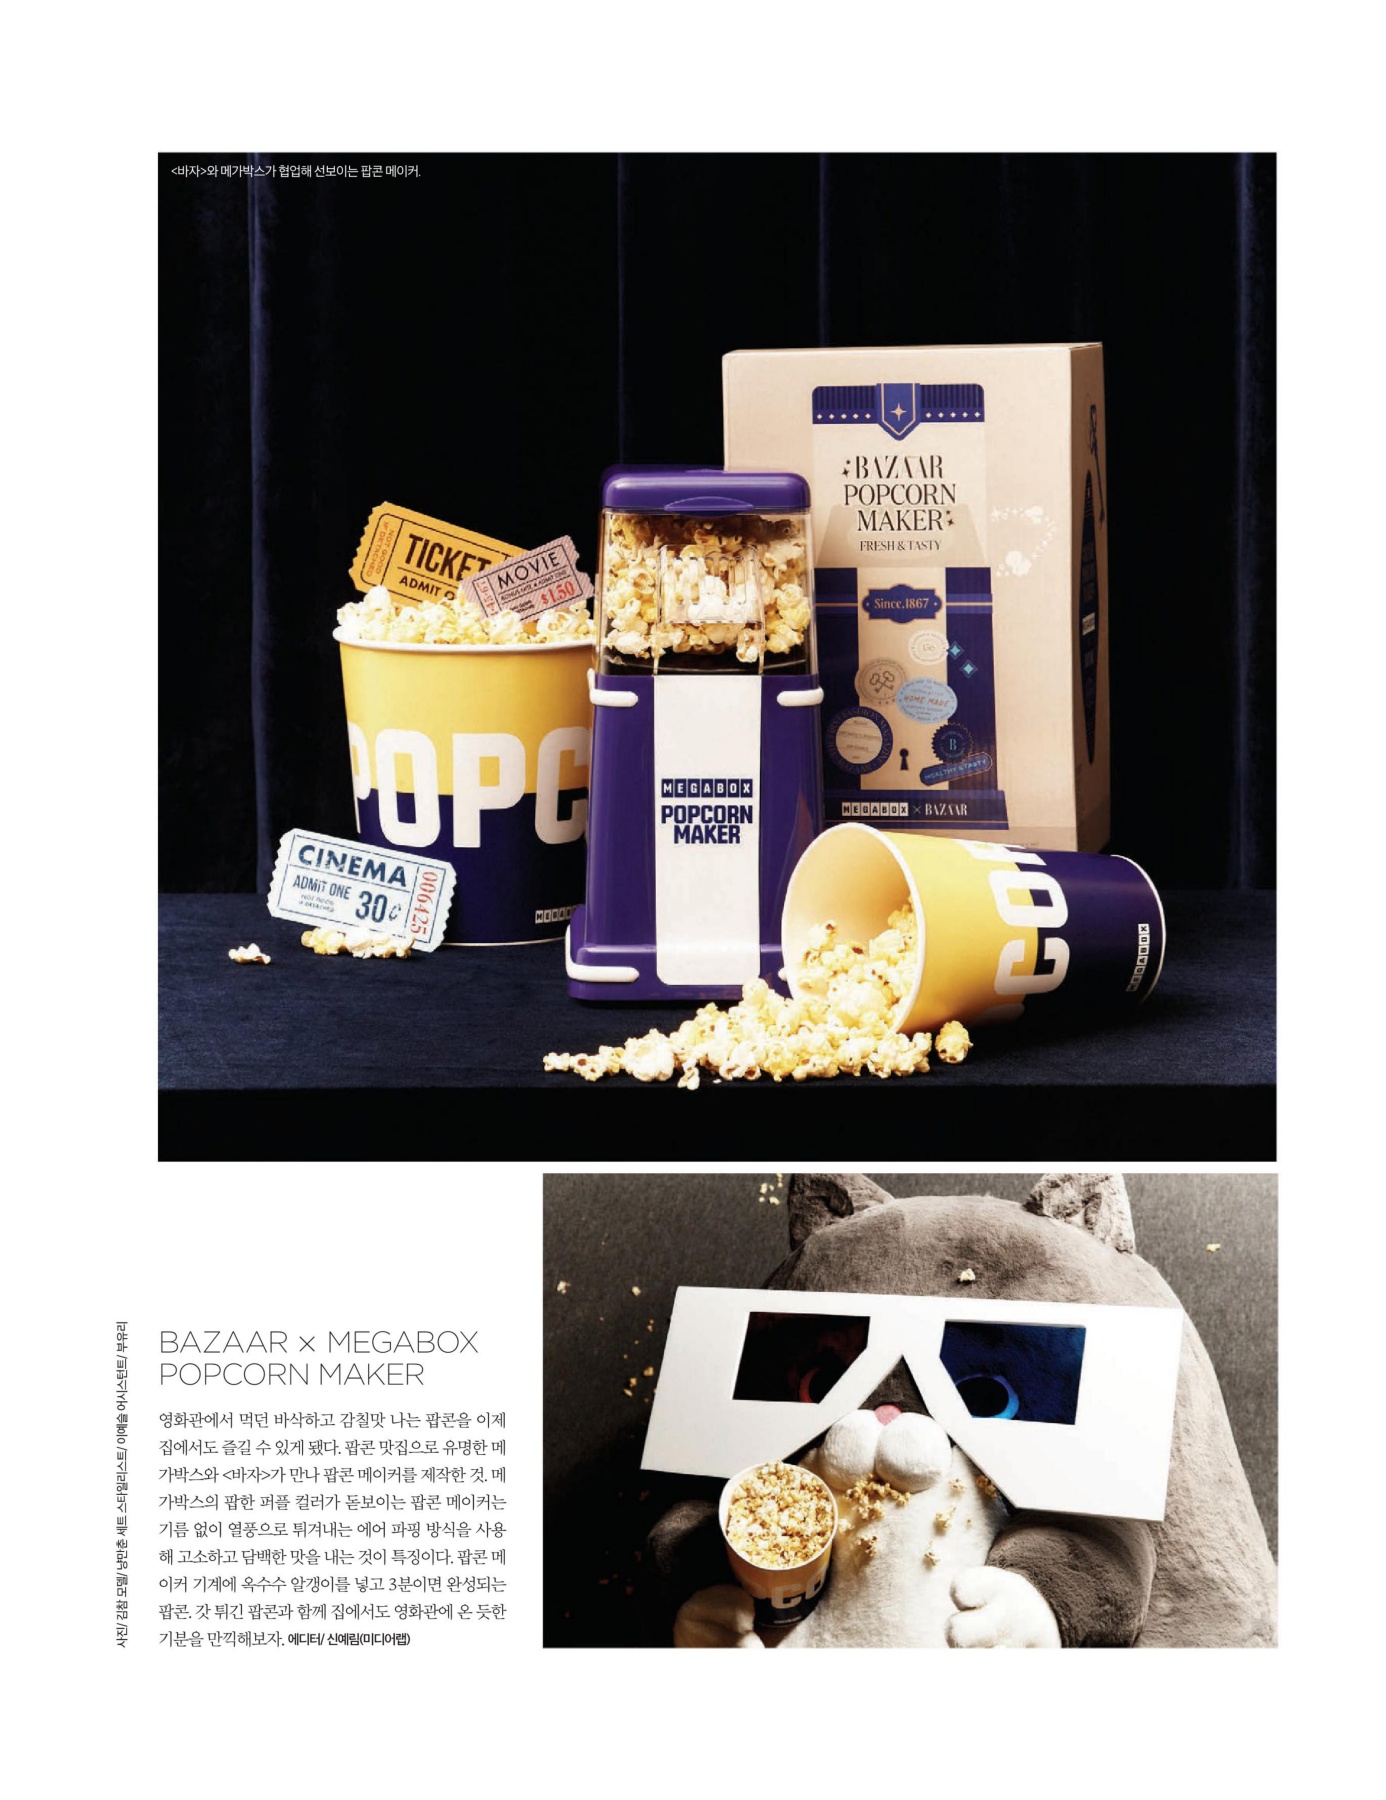 <바자>와 메가박스가 협업해 선보이는 팝콘 메이커.
TICKET
ADMIT O
MOVIE
$1.50
BAZAAR
POPCORN
MAKER
FRESH & TASTY
Since.1867
HOME MADE
B
HEALTHY & TASTY
MEGABOX × BAZAAR
POPC
MEGABOX
POPCORN
MAKER
CINEMA
ADMIT ONE
30¢
006425
CO
MEGABOX
사진/ 김참 모델/ 냥만춘 세트 스타일리스트/ 이예슬 어시스턴트/ 부유리
BAZAAR × MEGABOX
POPCORN MAKER
영화관에서 먹던 바삭하고 감칠맛 나는 팝콘을 이제
집에서도 즐길 수 있게 됐다. 팝콘 맛집으로 유명한 메
가박스와 <바자>가 만나 팝콘 메이커를 제작한 것. 메
가박스의 팝한 퍼플 컬러가 돋보이는 팝콘 메이커는
기름 없이 열풍으로 튀겨내는 에어 파핑 방식을 사용
해 고소하고 담백한 맛을 내는 것이 특징이다. 팝콘 메
이커 기계에 옥수수 알갱이를 넣고 3분이면 완성되는
팝콘. 갓 튀긴 팝콘과 함께 집에서도 영화관에 온 듯한
기분을 만끽해보자. 에디터/ 신예림(미디어랩)